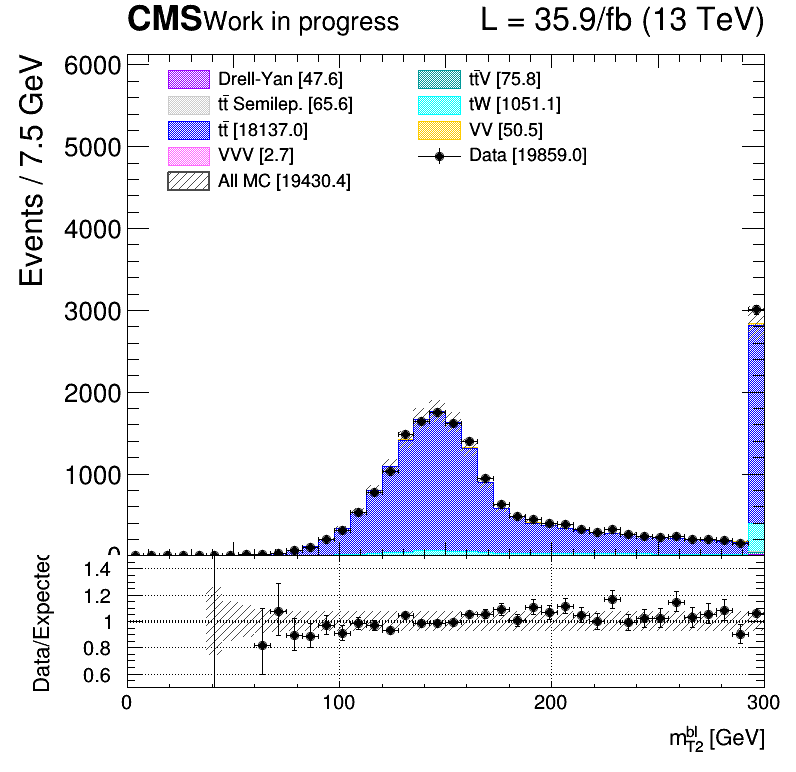 CMS Work in progress L = 35.9/fb (13 TeV)
Events / 7.5 GeV
6000
5000
4000
3000
2000
1000
0
Drell-Yan [47.6]
tt̄ Semilep. [65.6]
tt̄ [18137.0]
VVV [2.7]
All MC [19430.4]
tt̄V [75.8]
tW [1051.1]
VV [50.5]
Data [19859.0]
Data/Expected
1.4
1.2
1
0.8
0.6
0 100 200 300
m_{T2}^{bl} [GeV]